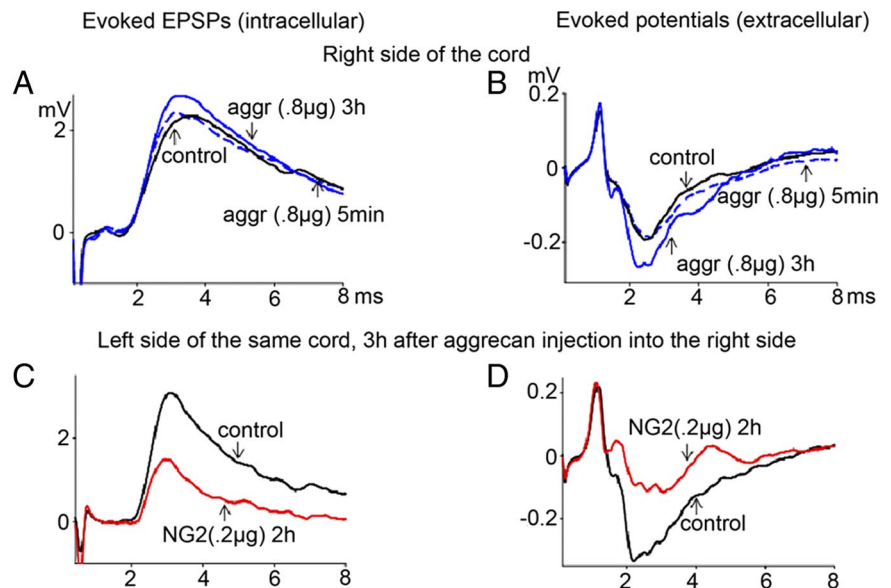 Evoked EPSPs (intracellular)
Evoked potentials (extracellular)
Right side of the cord
A
mV
2
0
aggr (.8µg) 3h
control
aggr (.8µg) 5min
2 4 6 8 ms
B
mV
0.2
0
-0.2
control
aggr (.8µg) 5min
aggr (.8µg) 3h
2 4 6 8 ms
Left side of the same cord, 3h after aggrecan injection into the right side
C
2
0
control
NG2(.2µg) 2h
2 4 6 8
D
0.2
0
-0.2
NG2(.2µg) 2h
control
2 4 6 8